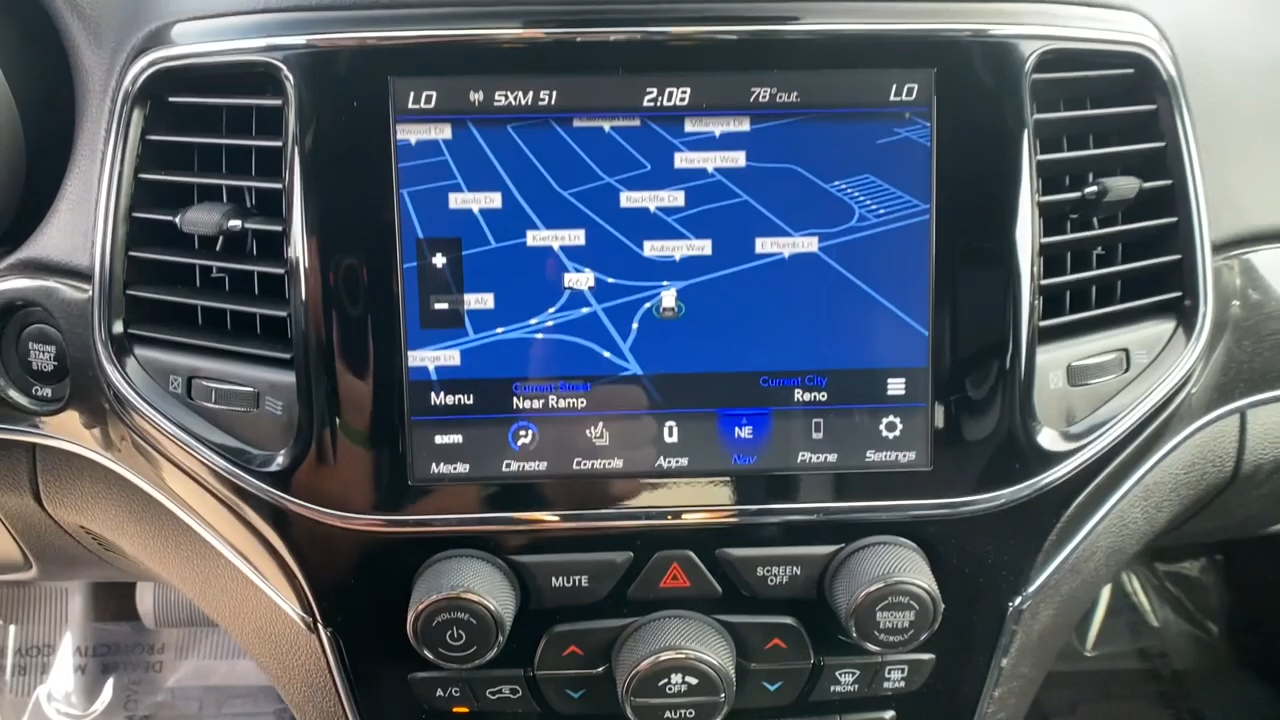 LO SXM 51 2:08 78°out. LO
ntwood Dr
Villanova Dr
Harvard Way
Radcliffe Dr
Kietzke Ln
Auburn Way
E Plumb Ln
667
+
-
Orange Ln
Menu
Current Street
Near Ramp
Current City
Reno
sxm
Media
Climate
Controls
ū
Apps
NE
Nav
Phone
Settings
ENGINE
START
STOP
MUTE
SCREEN
OFF
VOLUME
TUNE
BROWSE
ENTER
SCROLL
A/C
OFF
AUTO
FRONT
REAR